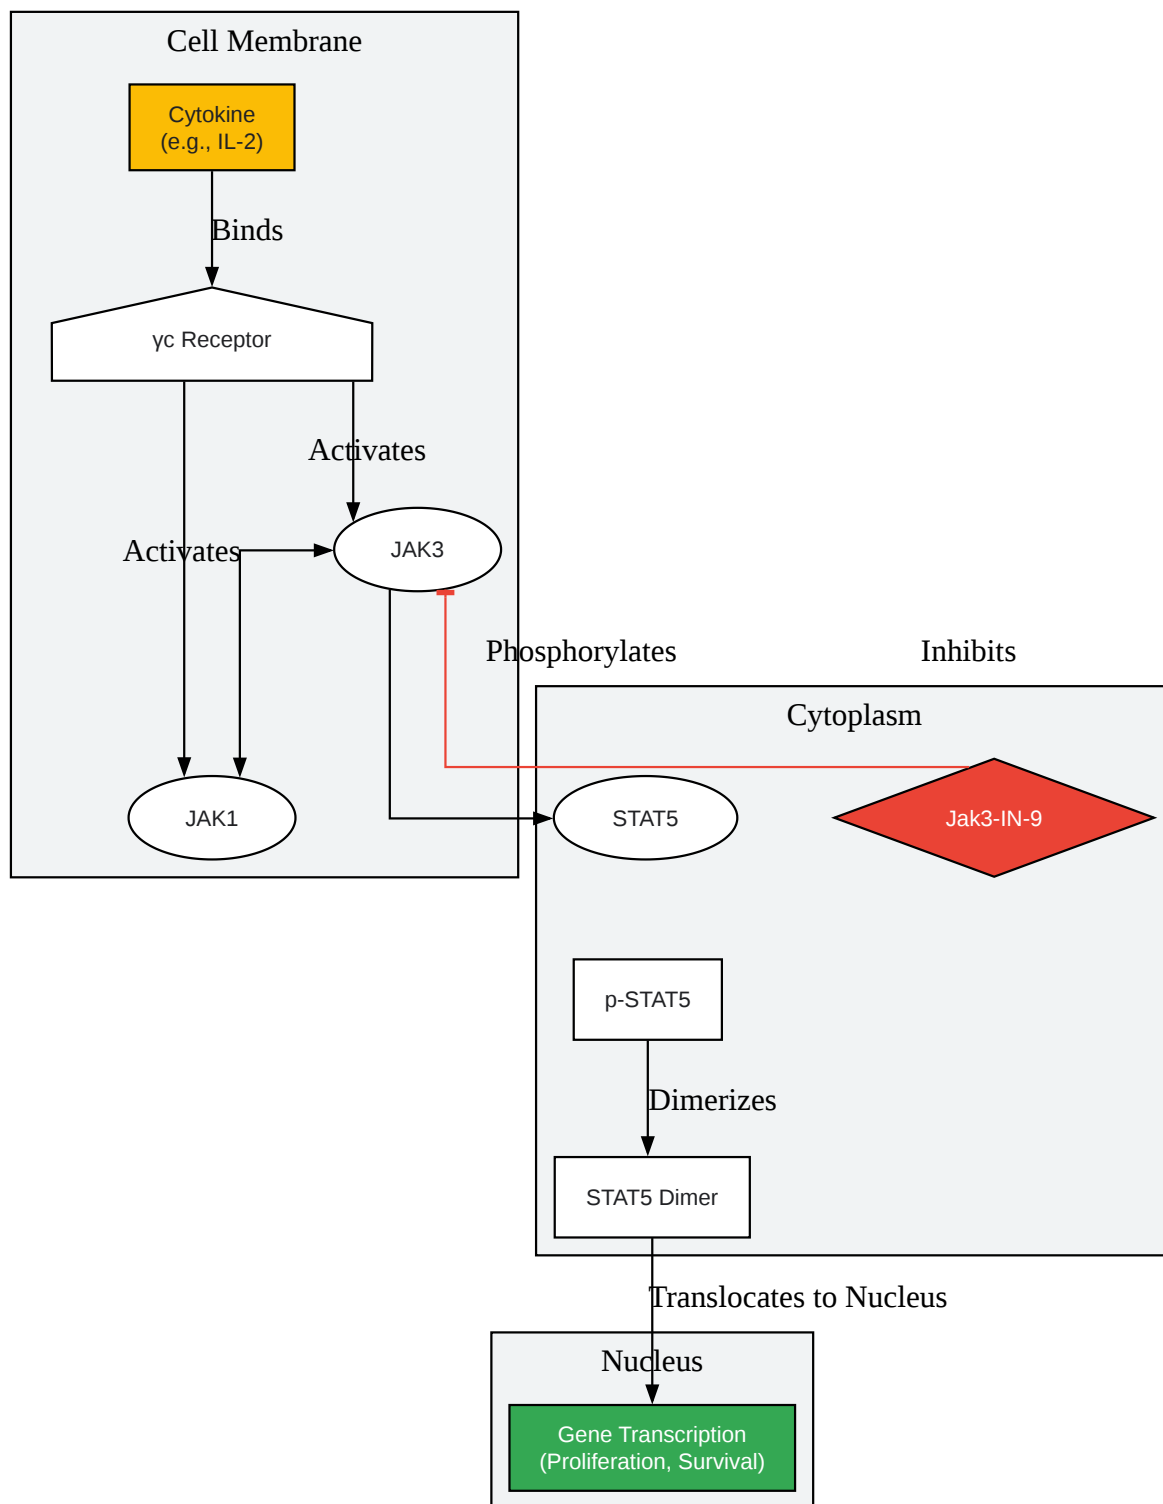 Cell Membrane
Cytokine
(e.g., IL-2)
Binds
γc Receptor
Activates
Activates
JAK3
Phosphorylates
Inhibits
Cytoplasm
JAK1
STAT5
Jak3-IN-9
p-STAT5
Dimerizes
STAT5 Dimer
Translocates to Nucleus
Nucleus
Gene Transcription
(Proliferation, Survival)